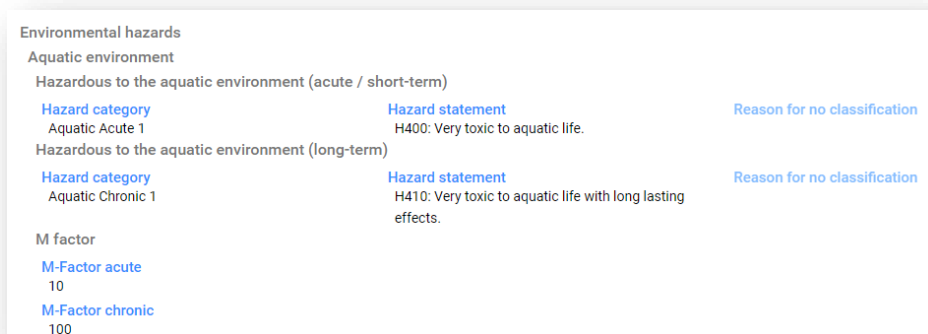 Environmental hazards
Aquatic environment
Hazardous to the aquatic environment (acute / short-term)
Hazard category Hazard statement Reason for no classification
Aquatic Acute 1 H400: Very toxic to aquatic life.
Hazardous to the aquatic environment (long-term)
Hazard category Hazard statement Reason for no classification
Aquatic Chronic 1 H410: Very toxic to aquatic life with long lasting
effects.
M factor
M-Factor acute
10
M-Factor chronic
100